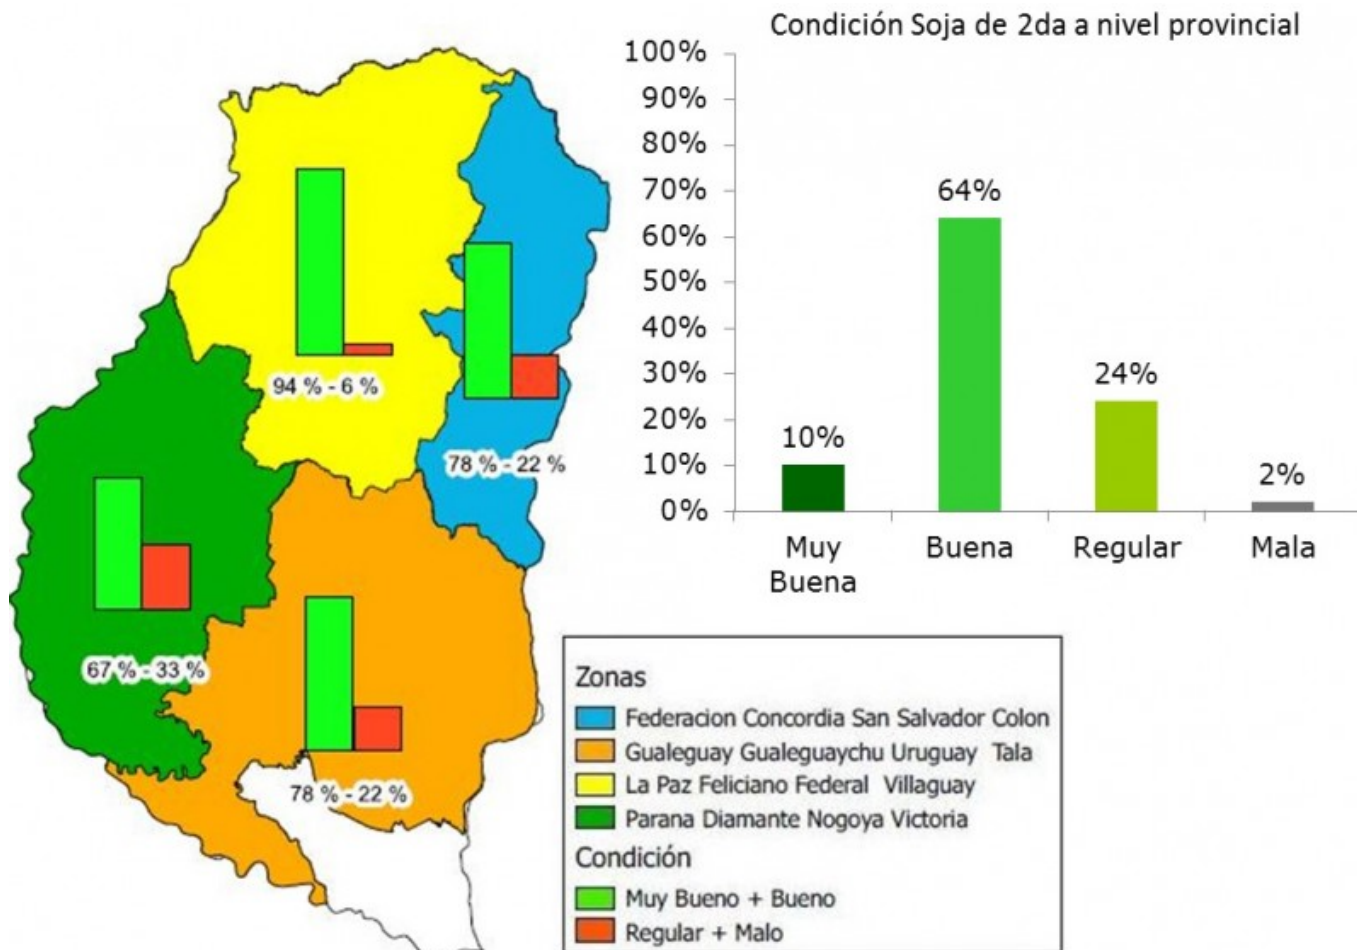 Condición Soja de 2da a nivel provincial
100%
90%
80%
70%
60%
50%
40%
30%
20%
10%
0%
10%
64%
24%
2%
Muy
Buena
Buena
Regular
Mala
94 % - 6 %
78 % - 22 %
67 % - 33 %
78 % - 22 %
Zonas
Federacion Concordia San Salvador Colon
Gualeguay Gualeguaychu Uruguay Tala
La Paz Feliciano Federal Villaguay
Parana Diamante Nogoya Victoria
Condición
Muy Bueno + Bueno
Regular + Malo